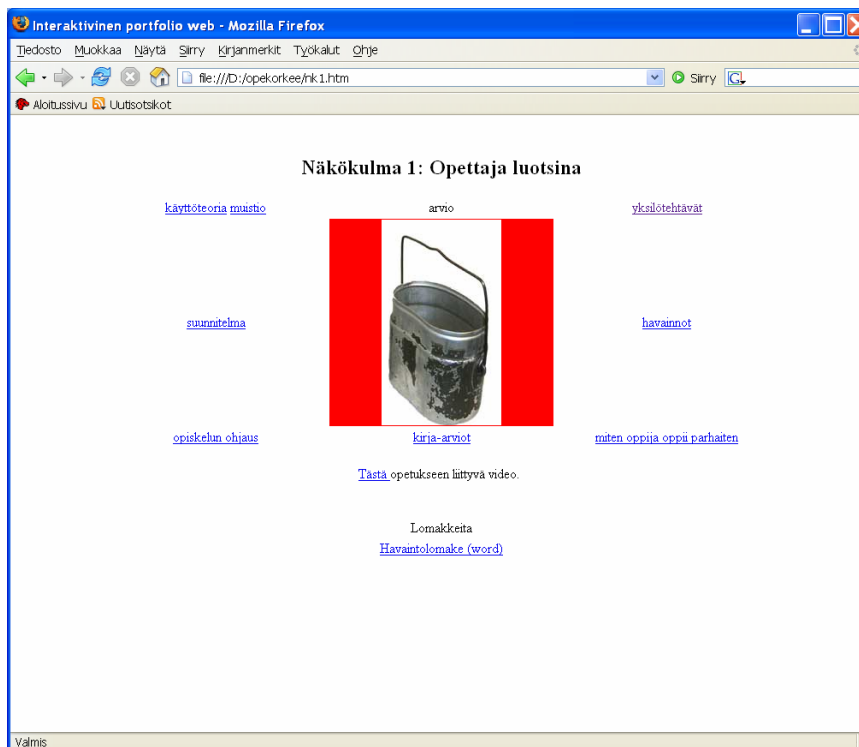 Interaktivinen portfolio web - Mozilla Firefox
Tiedosto Muokkaa Näytä Siirry Kirjanmerkit Työkalut Ohje
file:///D:/opekorkee/nk1.htm Siirry G
Aloitussivu Uutisotsikot
Näkökulma 1: Opettaja luotsina
käyttöteoria muistio arvio yksilötehtävät
suunnitelma havainnot
opiskelun ohjaus kirja-arviot miten oppija oppii parhaiten
Tästä opetukseen liittyvä video.
Lomakkeita
Havaintolomake (word)
Valmis